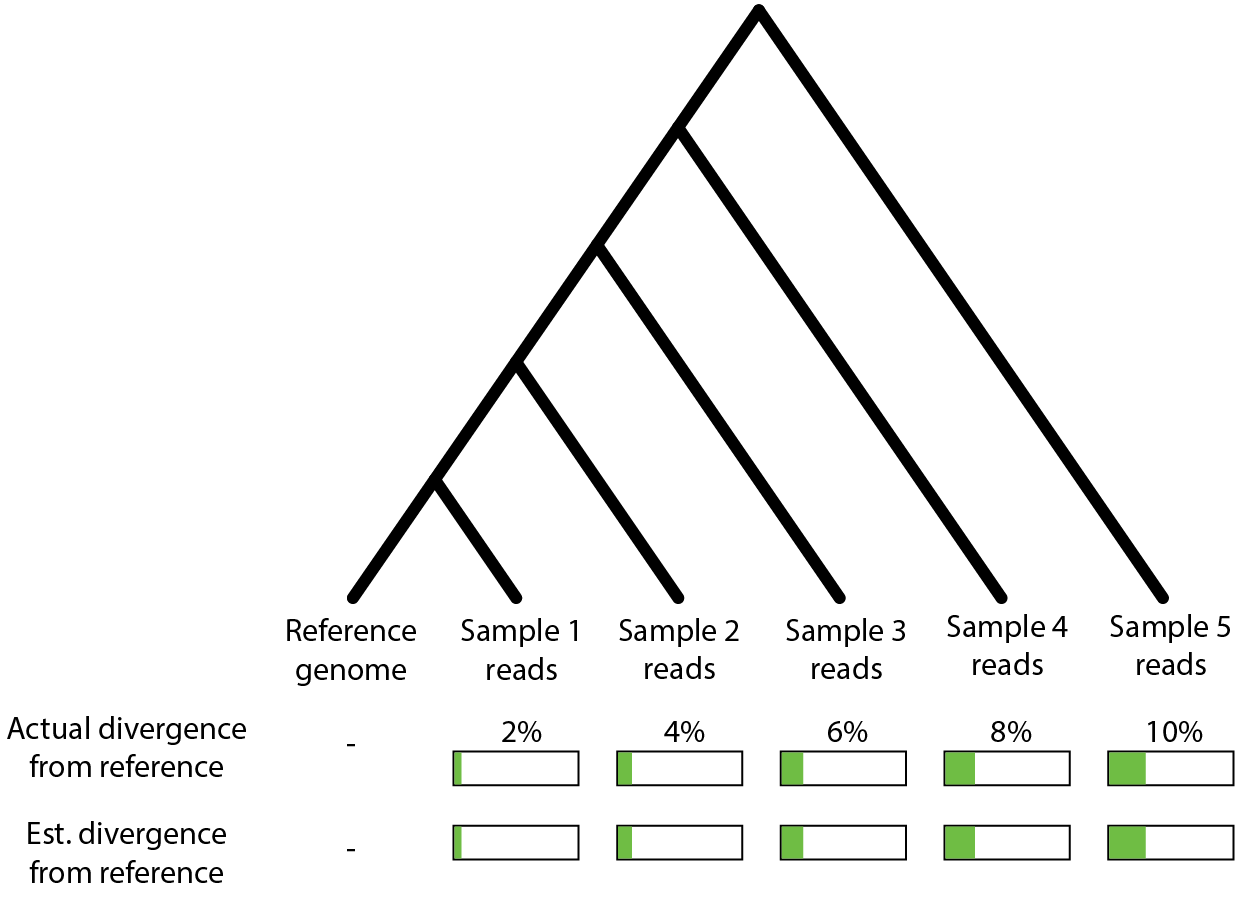 Reference
genome
Sample 1
reads
Sample 2
reads
Sample 3
reads
Sample 4
reads
Sample 5
reads
Actual divergence
from reference
-
2%
4%
6%
8%
10%
Est. divergence
from reference
-